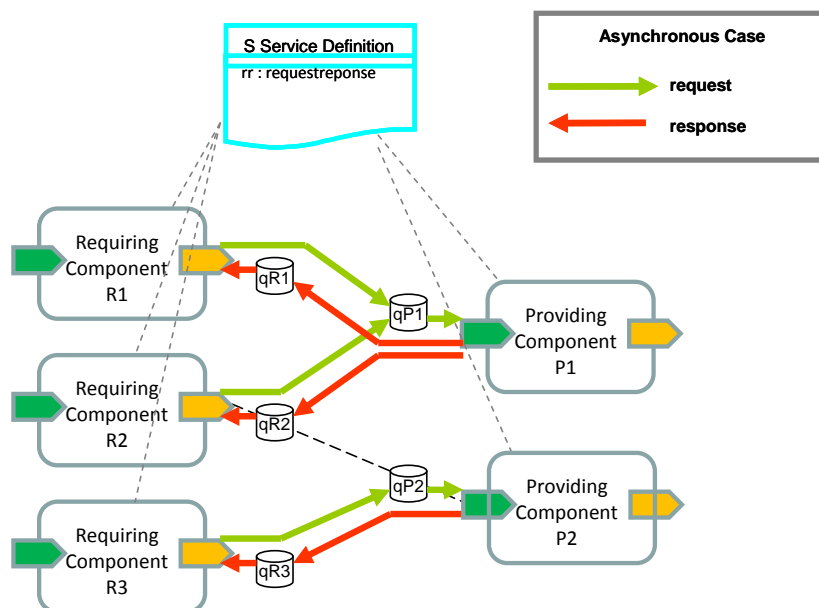 S Service Definition
rr : requestreponse
Asynchronous Case
request
response
Requiring
Component
R1
qR1
qP1
Providing
Component
P1
Requiring
Component
R2
qR2
qP2
Providing
Component
P2
Requiring
Component
R3
qR3